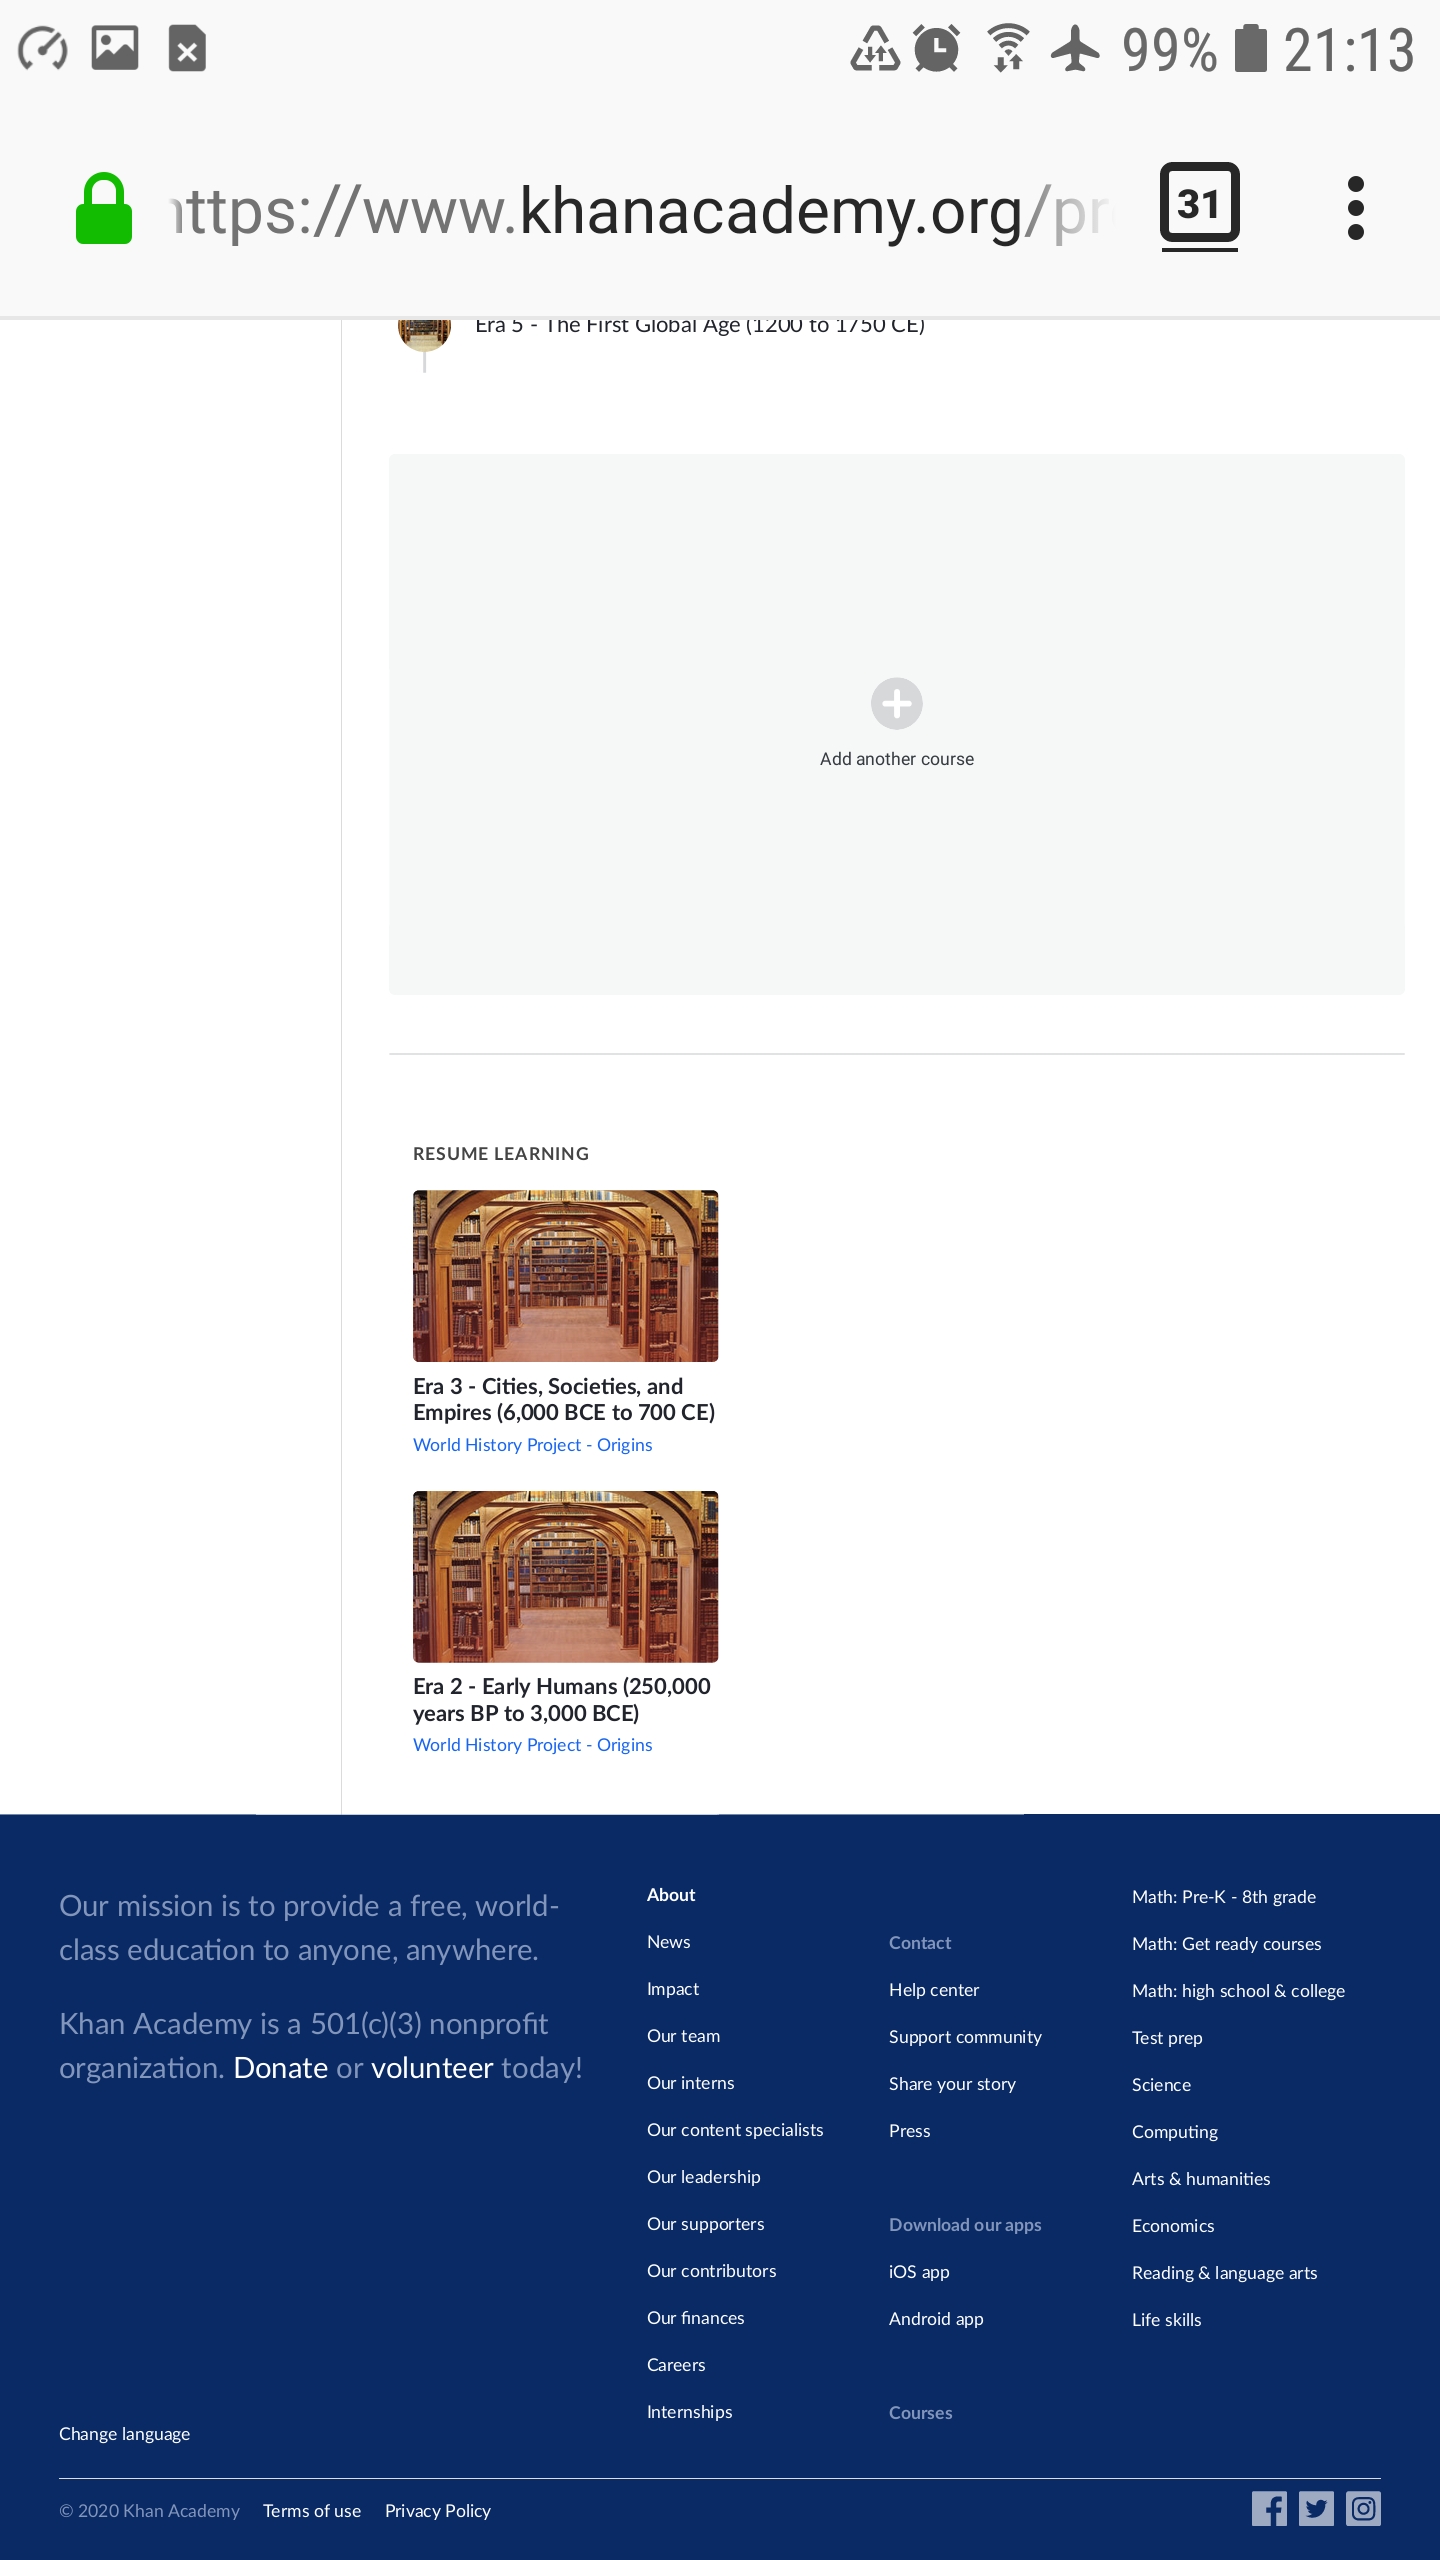 99% 21:13
https://www.khanacademy.org/pr
31
Era 5 - The First Global Age (1200 to 1750 CE)
Add another course
RESUME LEARNING
Era 3 - Cities, Societies, and
Empires (6,000 BCE to 700 CE)
World History Project - Origins
Era 2 - Early Humans (250,000
years BP to 3,000 BCE)
World History Project - Origins
Our mission is to provide a free, world-
class education to anyone, anywhere.
Khan Academy is a 501(c)(3) nonprofit
organization. Donate or volunteer today!
Change language
About
News
Impact
Our team
Our interns
Our content specialists
Our leadership
Our supporters
Our contributors
Our finances
Careers
Internships
Contact
Help center
Support community
Share your story
Press
Download our apps
iOS app
Android app
Courses
Math: Pre-K - 8th grade
Math: Get ready courses
Math: high school & college
Test prep
Science
Computing
Arts & humanities
Economics
Reading & language arts
Life skills
© 2020 Khan Academy Terms of use Privacy Policy